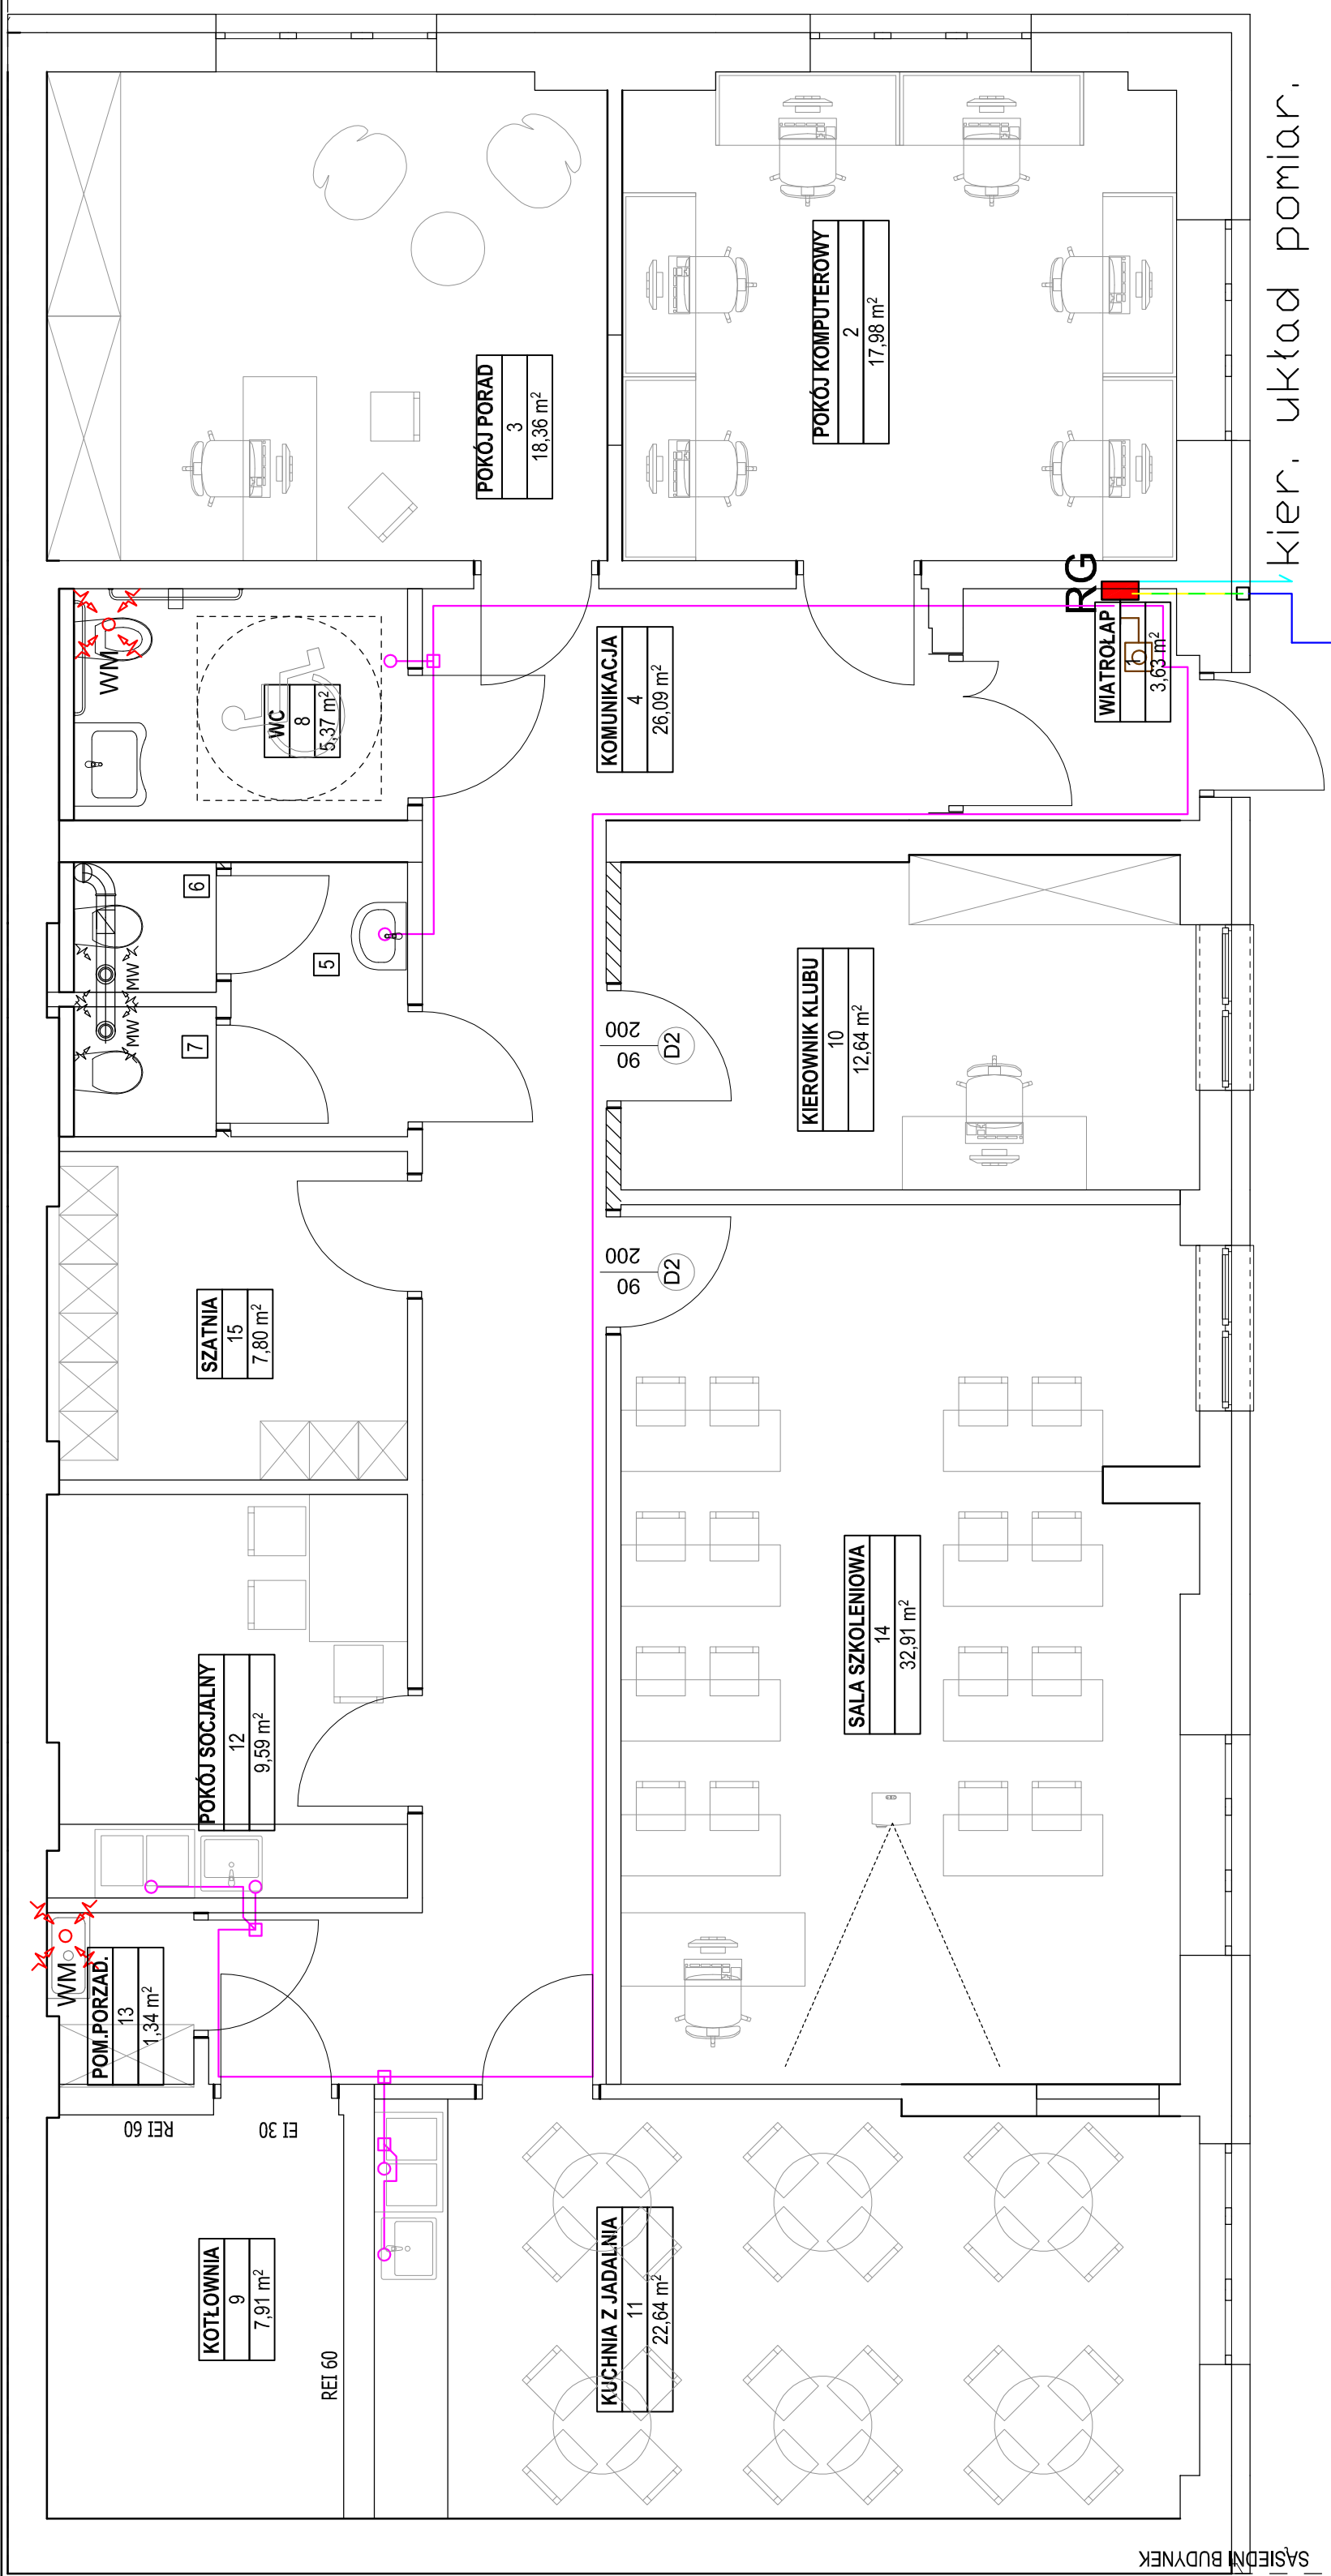 KOTŁOWNIA
9
7,91 m²
REI 60
REI 60
EI 30
POM.PORZĄD.
13
1,34 m²
WM
POKÓJ SOCJALNY
12
9,59 m²
SZATNIA
15
7,80 m²
7
6
5
MW
MW
WC
8
5,37 m²
WM
POKÓJ PORAD
3
18,36 m²
KUCHNIA Z JADALNIA
11
22,64 m²
SALA SZKOLENIOWA
14
32,91 m²
D2
90
200
D2
90
200
KIEROWNIK KLUBU
10
12,64 m²
KOMUNIKACJA
4
26,09 m²
WIATROŁAP
1
3,63 m²
RG
POKÓJ KOMPUTEROWY
2
17,98 m²
kier. układ pomiar.
SĄSIEDNI BUDYNEK